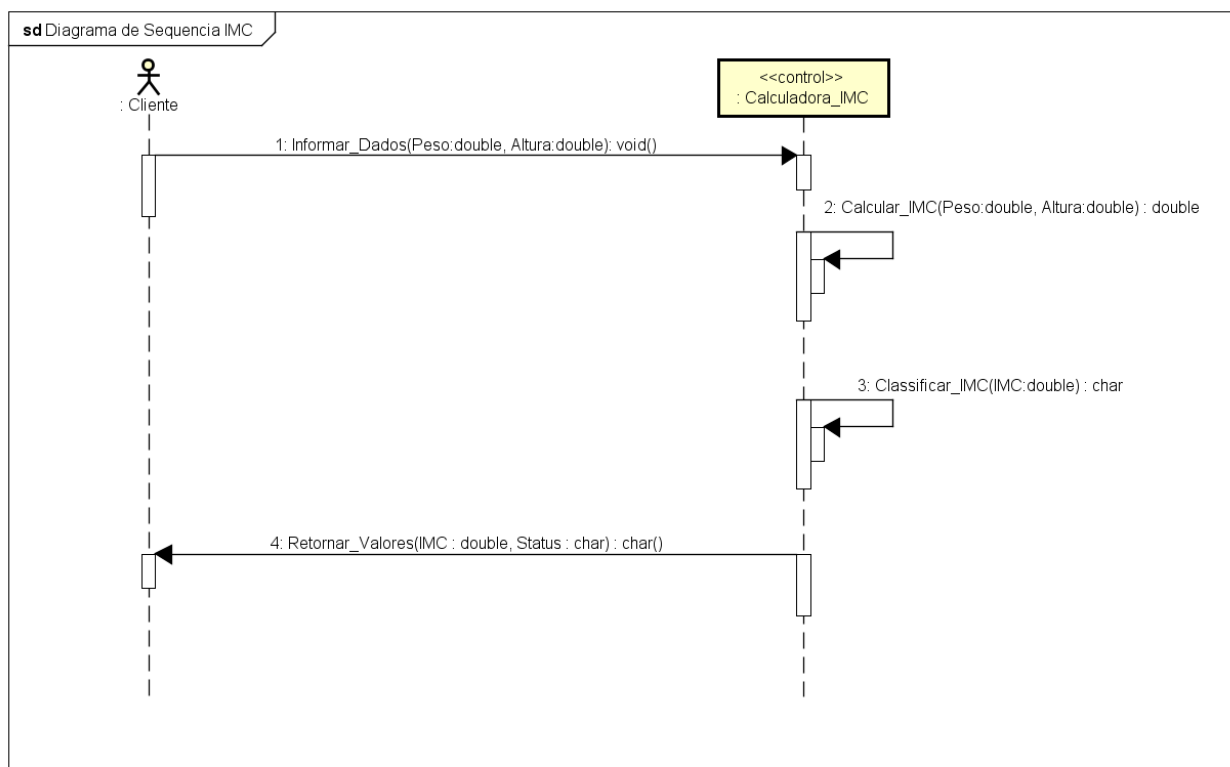 sd Diagrama de Sequencia IMC
<<control>>
: Calculadora_IMC
: Cliente
1: Informar_Dados(Peso:double, Altura:double): void()
2: Calcular_IMC(Peso:double, Altura:double) : double
3: Classificar_IMC(IMC:double) : char
4: Retornar_Valores(IMC : double, Status : char) : char()